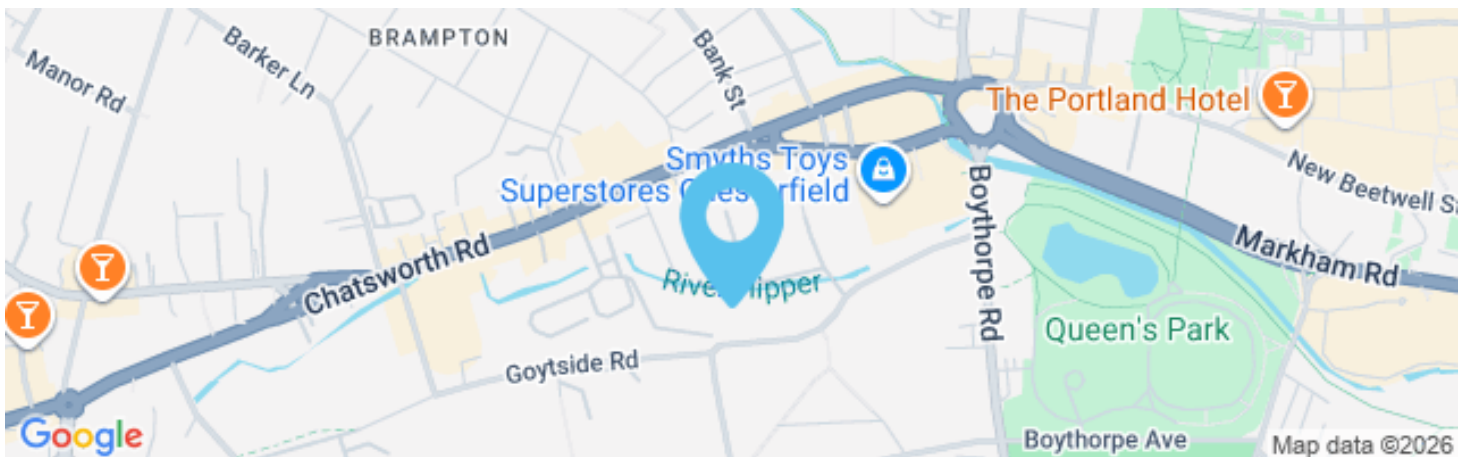 BRAMPTON
Manor Rd
Barker Ln
Bank St
The Portland Hotel
New Beetwell St
Smyths Toys
Superstores
Boythorpe Rd
Markham Rd
Chatsworth Rd
River
Queen's Park
Goytside Rd
Boythorpe Ave
Google
Map data ©2026